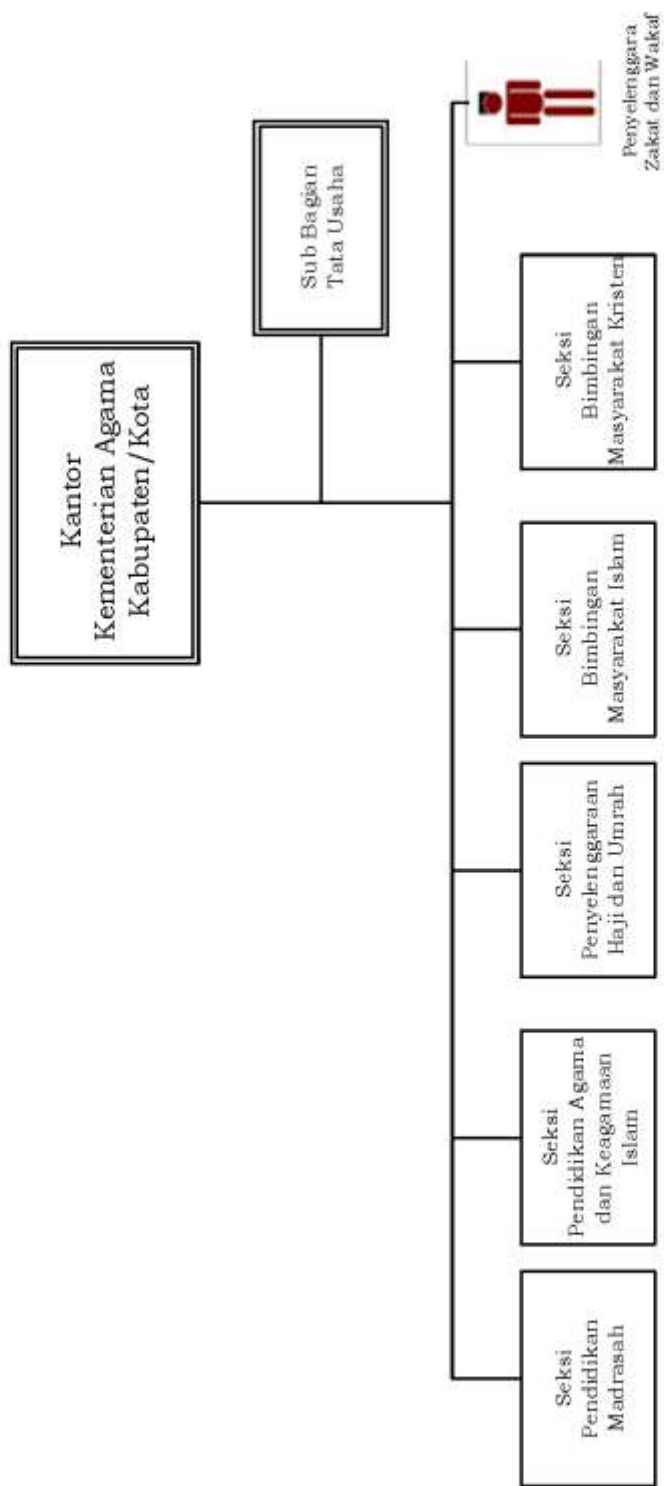 Kantor
Kementerian Agama
Kabupaten/Kota
Sub Bagian
Tata Usaha
Seksi
Pendidikan
Madrasah
Seksi
Pendidikan Agama
dan Keagamaan
Islam
Seksi
Penyelenggaraan
Haji dan Umrah
Seksi
Bimbingan
Masyarakat Islam
Seksi
Bimbingan
Masyarakat Kristen
Penyelenggara
Zakat dan Wakaf